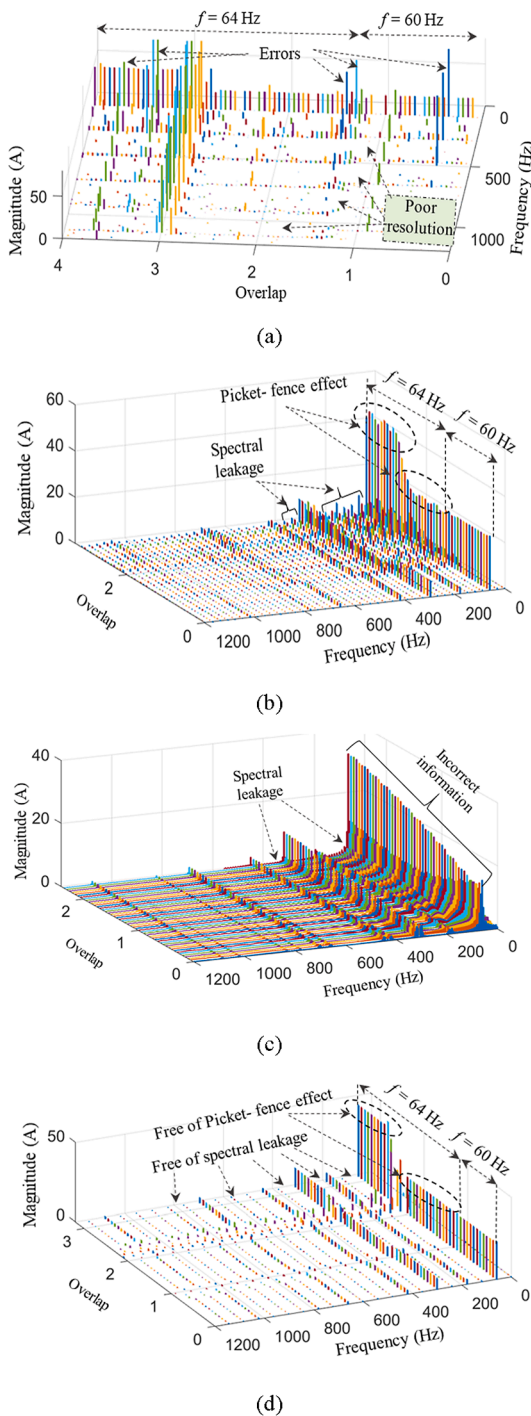 f = 64 Hz
f = 60 Hz
Errors
Magnitude (A)
50
0
0
500
1000
Frequency (Hz)
Poor
resolution
4
3
2
1
0
Overlap
(a)
60
40
20
0
Magnitude (A)
Picket- fence effect
f = 64 Hz
f = 60 Hz
Spectral
leakage
2
0
Overlap
1200
1000
800
600
400
200
0
Frequency (Hz)
(b)
40
20
0
Magnitude (A)
Spectral
leakage
Incorrect
information
2
1
0
Overlap
1200
1000
800
600
400
200
0
Frequency (Hz)
(c)
50
0
Magnitude (A)
Free of Picket- fence effect
Free of spectral leakage
f = 64 Hz
f = 60 Hz
3
2
1
0
Overlap
1200
1000
800
600
400
200
0
Frequency (Hz)
(d)